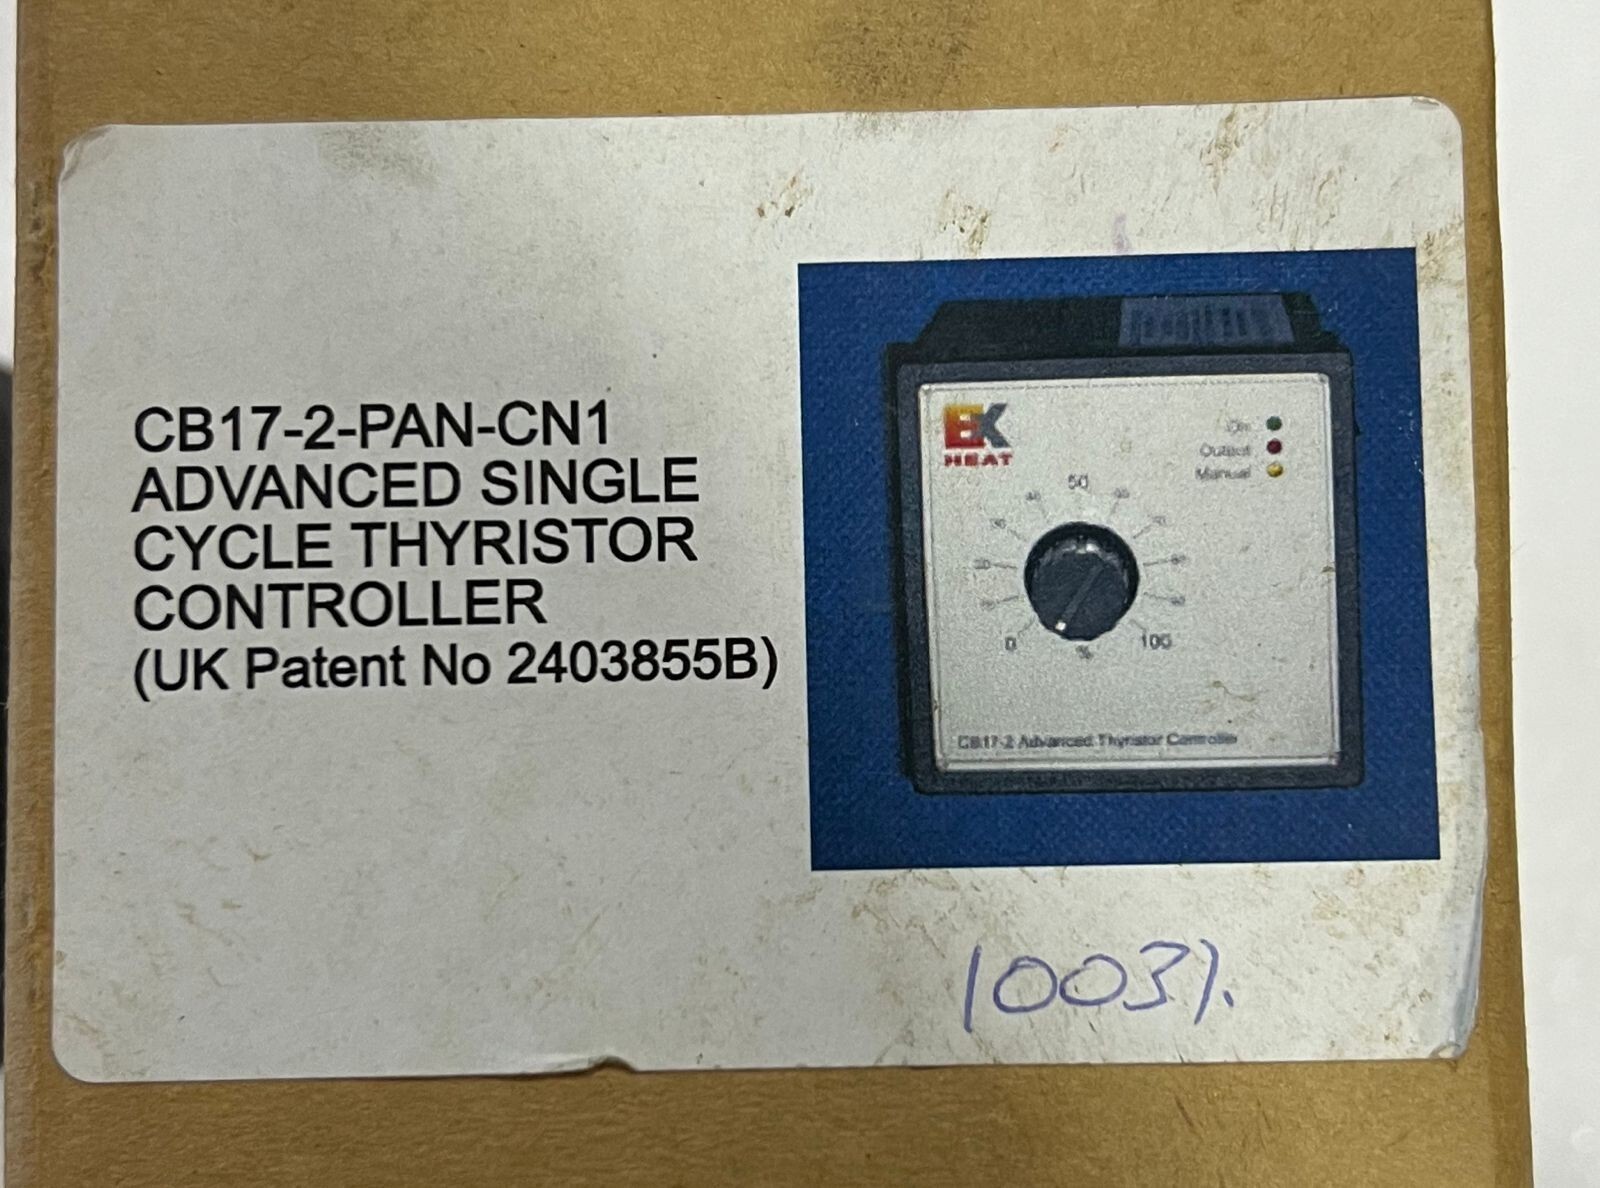 CB17-2-PAN-CN1
ADVANCED SINGLE
CYCLE THYRISTOR
CONTROLLER
(UK Patent No 2403855B)
EK
HEAT
On
Output
Manual
50
0
100
%
CB17-2 Advanced Thyristor Controller